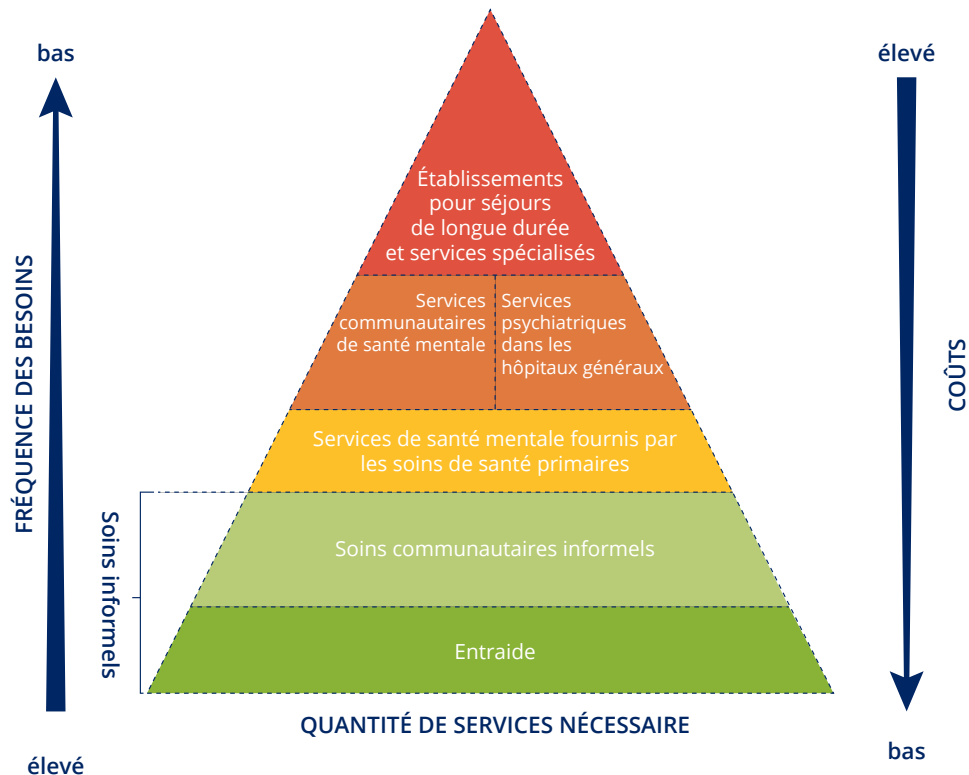 bas
élevé
Établissements
pour séjours
de longue durée
et services spécialisés
FRÉQUENCE DES BESOINS
COÛTS
Services
communautaires
de santé mentale
Services
psychiatriques
dans les
hôpitaux généraux
Services de santé mentale fournis par
les soins de santé primaires
Soins informels
Soins communautaires informels
Entraide
QUANTITÉ DE SERVICES NÉCESSAIRE
élevé
bas